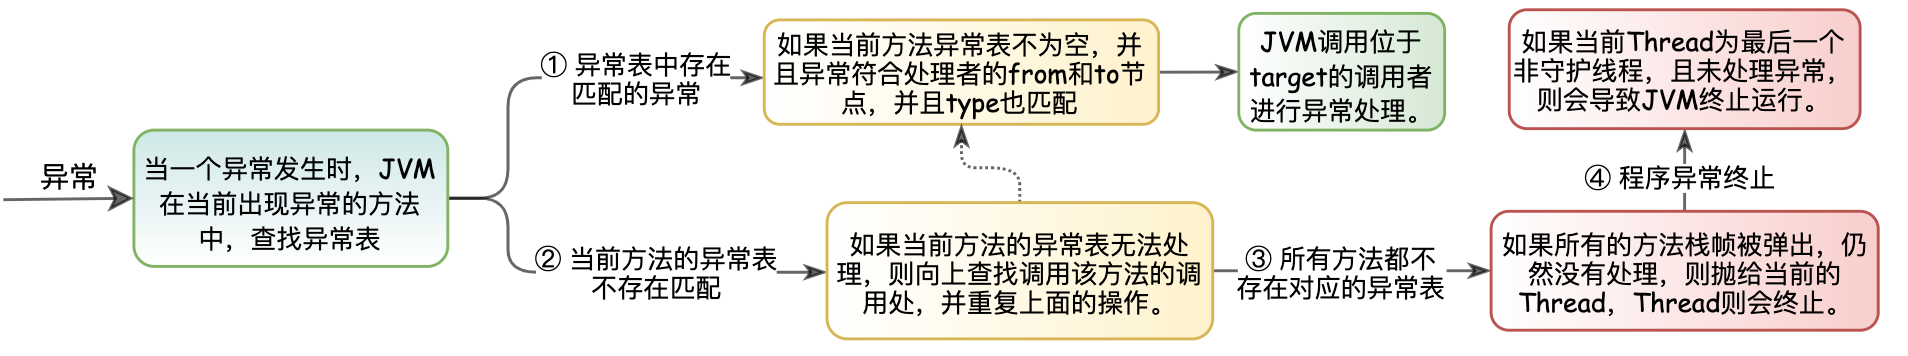 异常
当一个异常发生时，JVM
在当前出现异常的方法
中，查找异常表
① 异常表中存在
匹配的异常
如果当前方法异常表不为空，并
且异常符合处理者的from和to节
点，并且type也匹配
JVM调用位于
target的调用者
进行异常处理。
② 当前方法的异常表
不存在匹配
如果当前方法的异常表无法处
理，则向上查找调用该方法的调
用处，并重复上面的操作。
③ 所有方法都不
存在对应的异常表
如果所有的方法栈帧被弹出，仍
然没有处理，则抛给当前的
Thread，Thread则会终止。
④ 程序异常终止
如果当前Thread为最后一个
非守护线程，且未处理异常，
则会导致JVM终止运行。